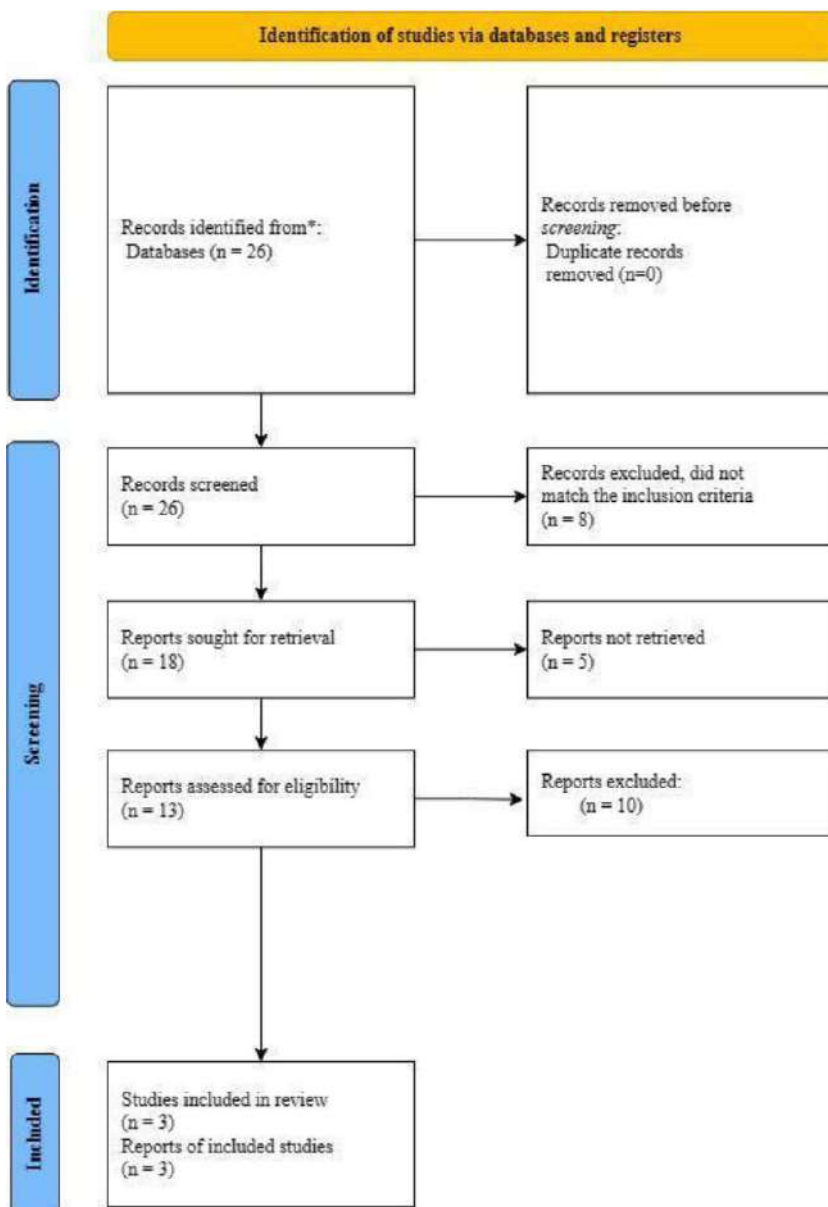 Identification of studies via databases and registers
Identification
Records identified from*:
Databases (n = 26)
Records removed before
screening:
Duplicate records
removed (n=0)
Screening
Records screened
(n = 26)
Records excluded, did not
match the inclusion criteria
(n = 8)
Reports sought for retrieval
(n = 18)
Reports not retrieved
(n = 5)
Reports assessed for eligibility
(n = 13)
Reports excluded:
(n = 10)
Included
Studies included in review
(n = 3)
Reports of included studies
(n = 3)